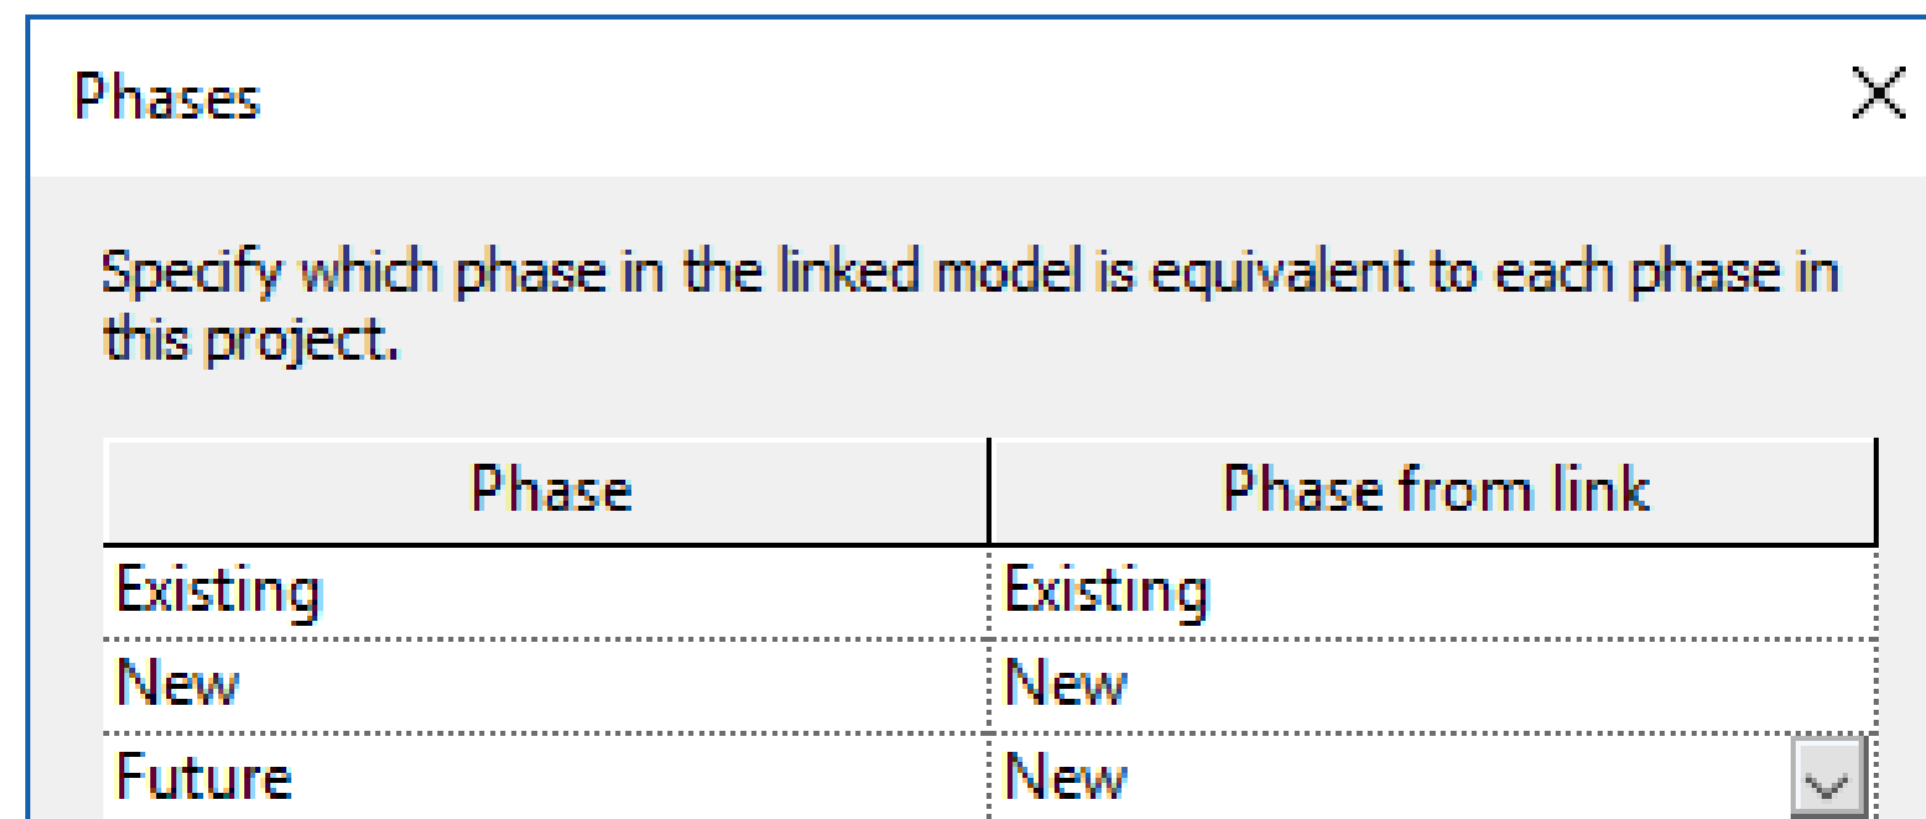 Phases
Specify which phase in the linked model is equivalent to each phase in
this project.
Phase Phase from link
Existing Existing
New New
Future New